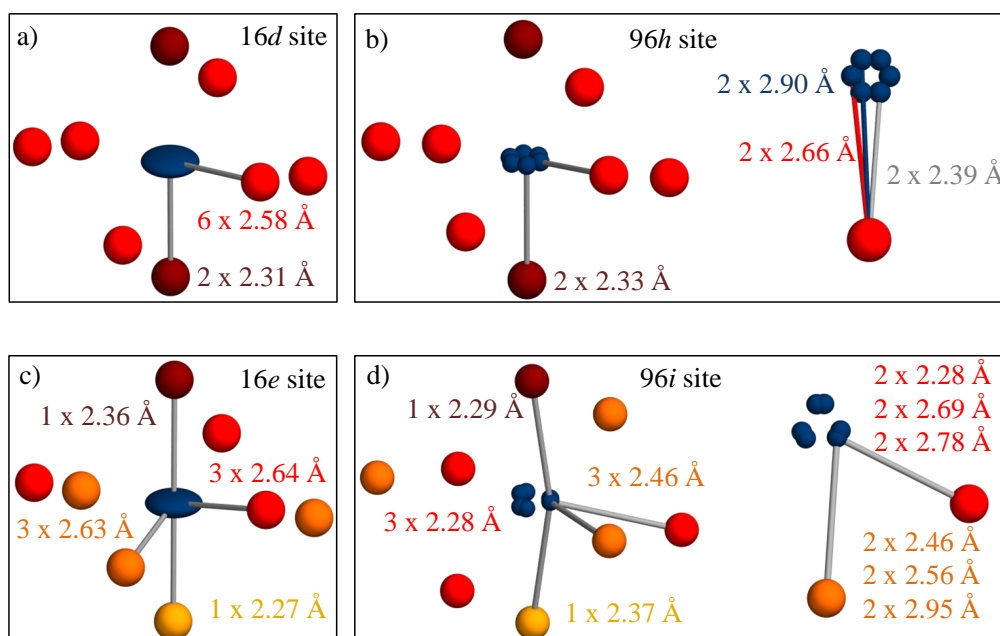 a)
16d site
6 x 2.58 Å
2 x 2.31 Å
b)
96h site
2 x 2.90 Å
2 x 2.66 Å
2 x 2.39 Å
2 x 2.33 Å
c)
16e site
1 x 2.36 Å
3 x 2.64 Å
3 x 2.63 Å
1 x 2.27 Å
d)
96i site
1 x 2.29 Å
3 x 2.46 Å
3 x 2.28 Å
1 x 2.37 Å
2 x 2.28 Å
2 x 2.69 Å
2 x 2.78 Å
2 x 2.46 Å
2 x 2.56 Å
2 x 2.95 Å